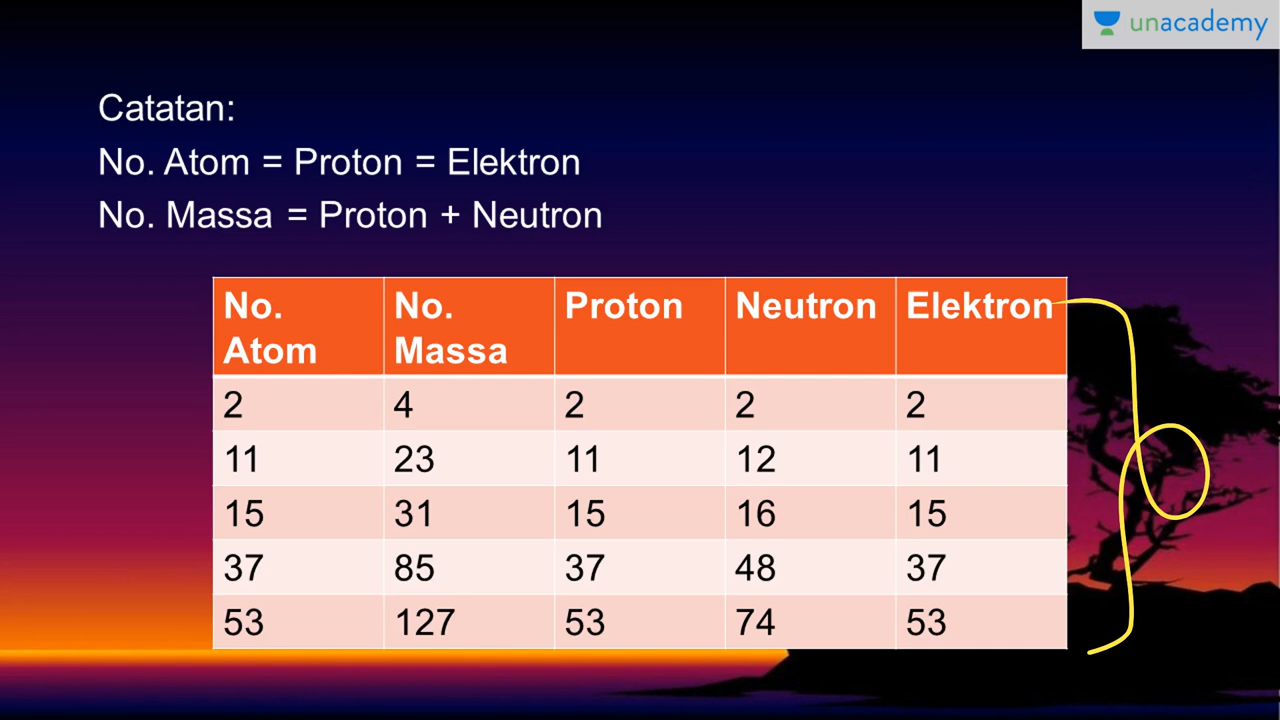 unacademy
Catatan:
No. Atom = Proton = Elektron
No. Massa = Proton + Neutron
No. Atom No. Massa Proton Neutron Elektron
2 4 2 2 2
11 23 11 12 11
15 31 15 16 15
37 85 37 48 37
53 127 53 74 53